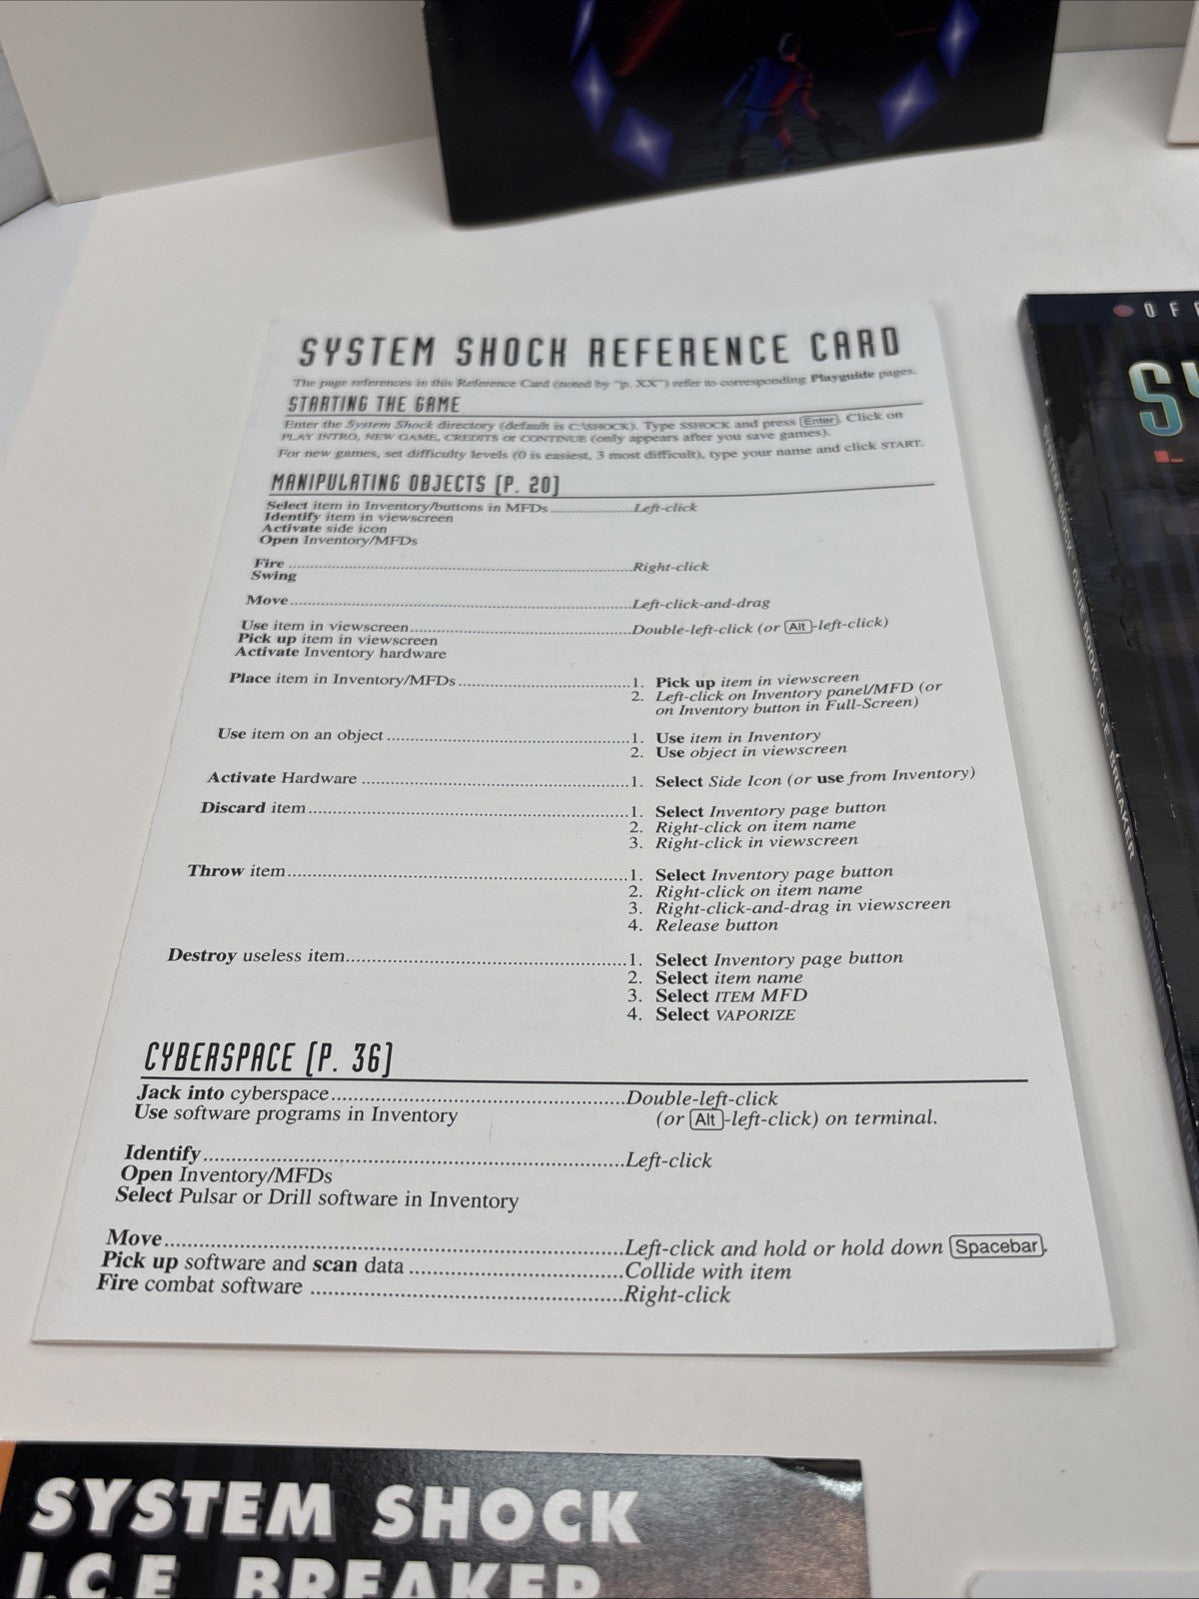 SYSTEM SHOCK REFERENCE CARD
The page references in this Reference Card (noted by "p. XX") refer to corresponding Playguide pages.
STARTING THE GAME
Enter the System Shock directory (default is C:\SHOCK). Type SSHOCK and press Enter. Click on
PLAY INTRO, NEW GAME, CREDITS or CONTINUE (only appears after you save games).
For new games, set difficulty levels (0 is easiest, 3 most difficult), type your name and click START.
MANIPULATING OBJECTS [P. 20]
Select item in Inventory/buttons in MFDs ... Left-click
Identify item in viewscreen
Activate side icon
Open Inventory/MFDs
Fire ... Right-click
Swing
Move ... Left-click-and-drag
Use item in viewscreen ... Double-left-click (or Alt-left-click)
Pick up item in viewscreen
Activate Inventory hardware
Place item in Inventory/MFDs ... 1. Pick up item in viewscreen
2. Left-click on Inventory panel/MFD (or
on Inventory button in Full-Screen)
Use item on an object ... 1. Use item in Inventory
2. Use object in viewscreen
Activate Hardware ... 1. Select Side Icon (or use from Inventory)
Discard item ... 1. Select Inventory page button
2. Right-click on item name
3. Right-click in viewscreen
Throw item ... 1. Select Inventory page button
2. Right-click on item name
3. Right-click-and-drag in viewscreen
4. Release button
Destroy useless item ... 1. Select Inventory page button
2. Select item name
3. Select ITEM MFD
4. Select VAPORIZE
CYBERSPACE [P. 36]
Jack into cyberspace ... Double-left-click
Use software programs in Inventory (or Alt-left-click) on terminal.
Identify ... Left-click
Open Inventory/MFDs
Select Pulsar or Drill software in Inventory
Move ... Left-click and hold or hold down Spacebar.
Pick up software and scan data ... Collide with item
Fire combat software ... Right-click
OF
SY
CLUE BOOK: I.C.E. BREAKER
SYSTEM SHOCK
I.C.E. BREAKER